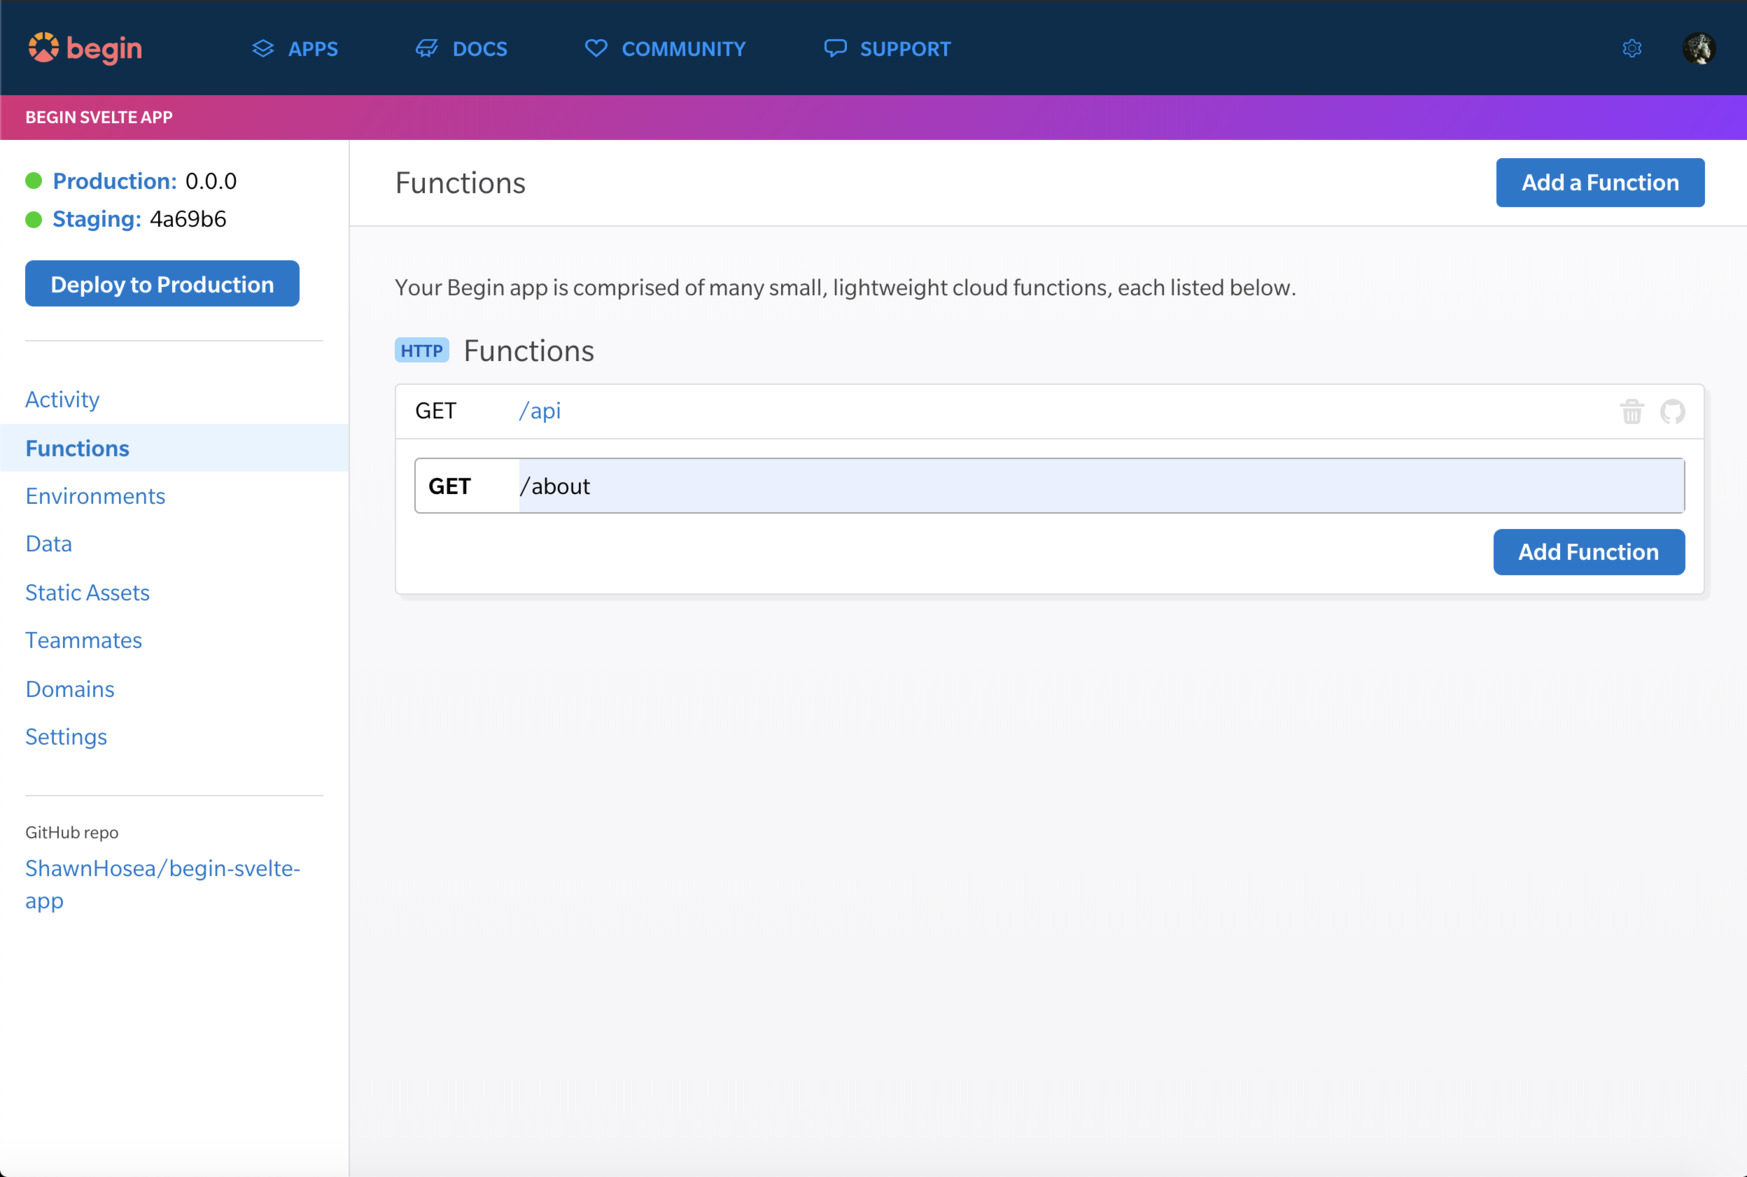 begin
APPS
DOCS
COMMUNITY
SUPPORT
BEGIN SVELTE APP
Production: 0.0.0
Staging: 4a69b6
Deploy to Production
Activity
Functions
Environments
Data
Static Assets
Teammates
Domains
Settings
GitHub repo
ShawnHosea/begin-svelte-
app
Functions
Add a Function
Your Begin app is comprised of many small, lightweight cloud functions, each listed below.
HTTP Functions
GET /api
GET /about
Add Function